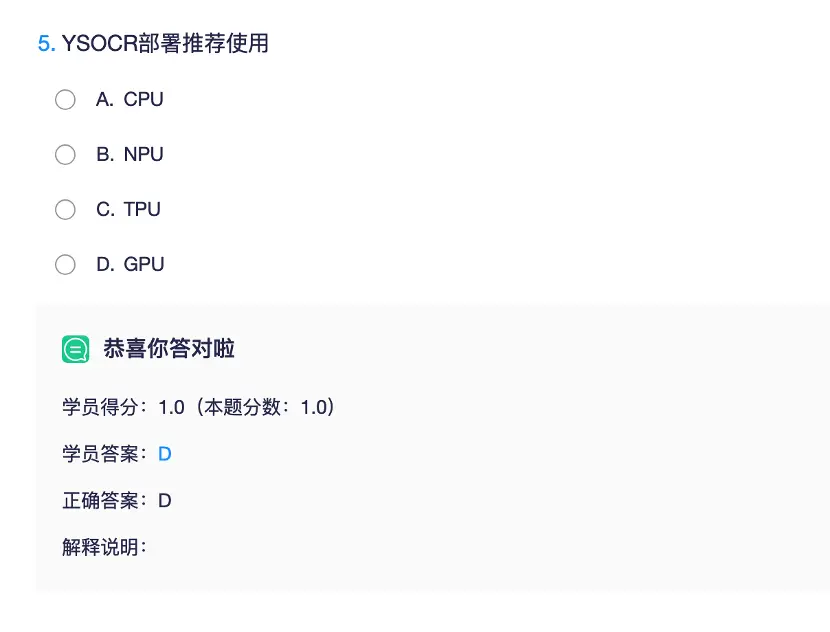 5. YSOCR部署推荐使用
A. CPU
B. NPU
C. TPU
D. GPU
恭喜你答对啦
学员得分：1.0（本题分数：1.0）
学员答案：D
正确答案：D
解释说明：